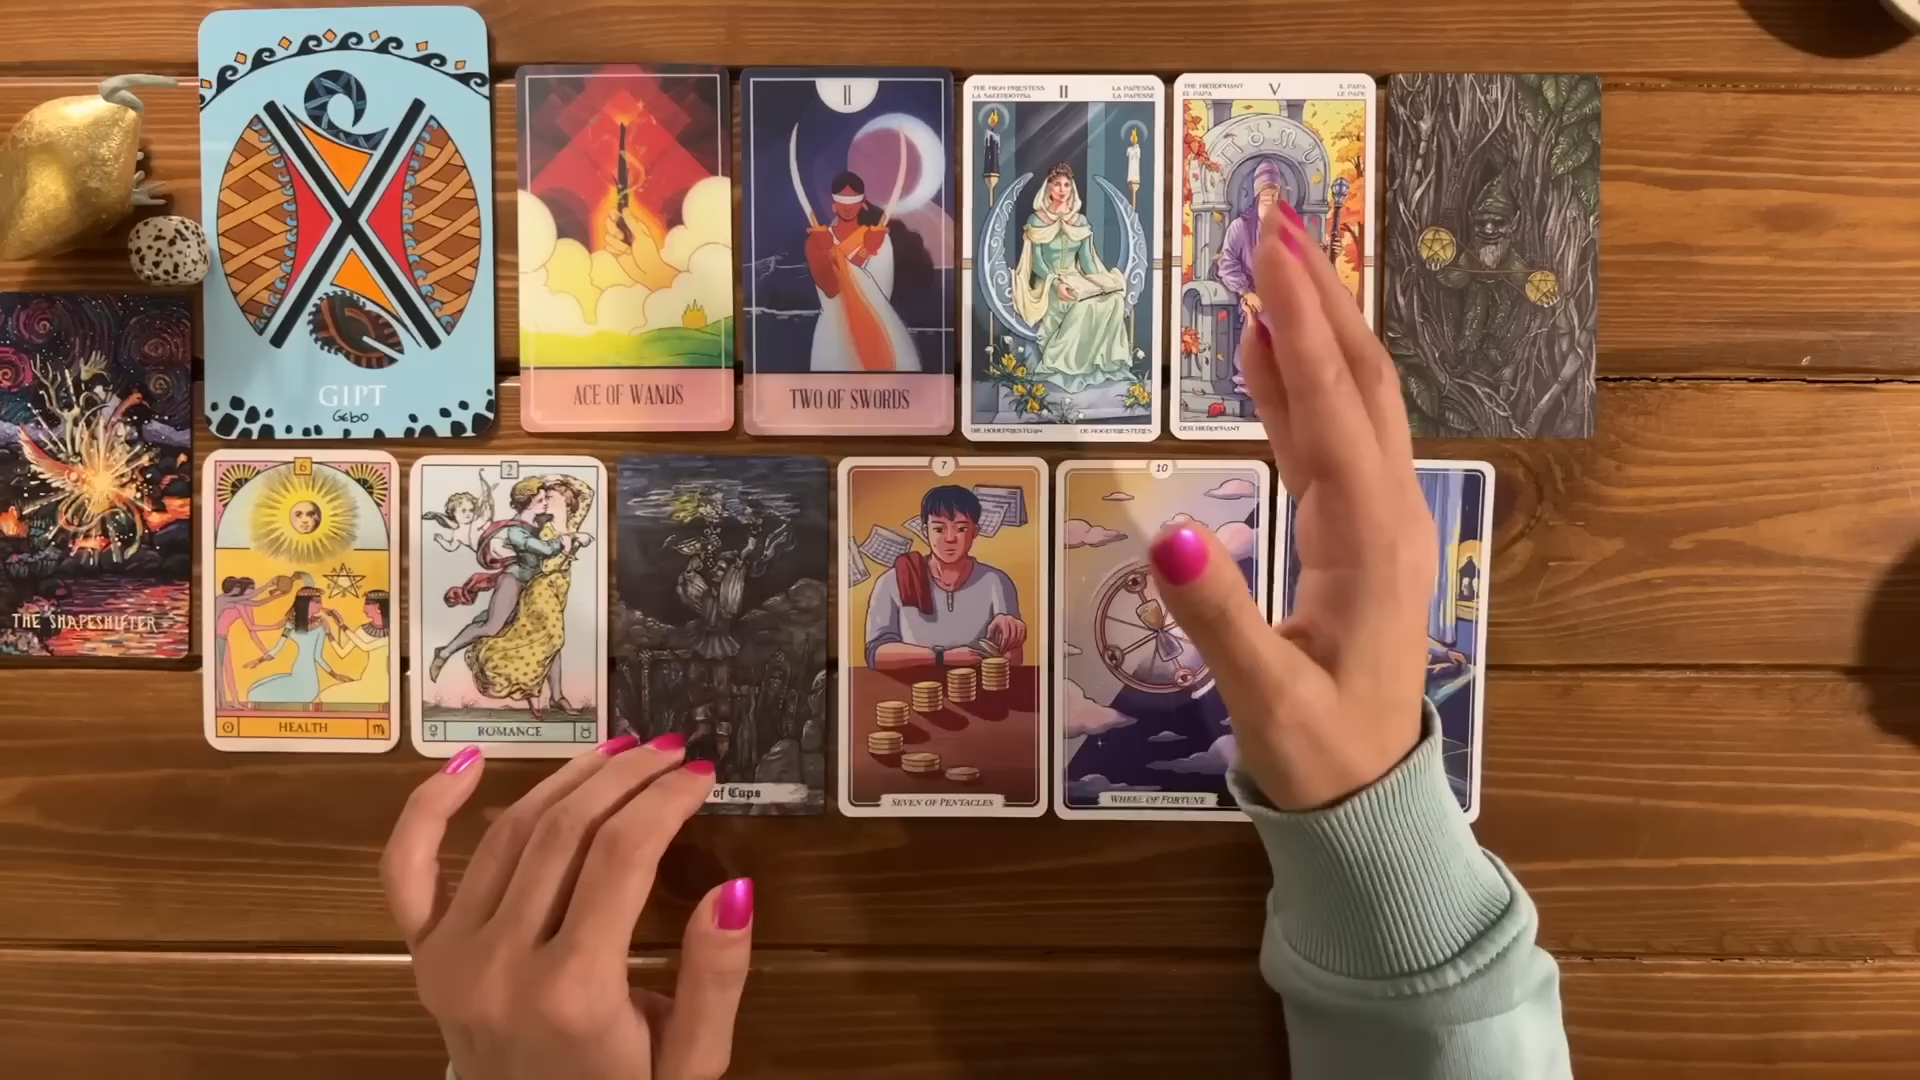 GIPT
Gebo
ACE OF WANDS
II
TWO OF SWORDS
THE HIGH PRIESTESS
LA SACERDOTISA
II
LA PAPESSA
LA PAPESSE
DIE HOHEPRIESTERIN
DE HOGEPRIESTERES
THE HIEROPHANT
EL PAPA
V
IL PAPA
LE PAPE
DER HIEROPHANT
THE SHAPESHIFTER
6
HEALTH
2
ROMANCE
of Cups
7
SEVEN OF PENTACLES
10
WHEEL OF FORTUNE